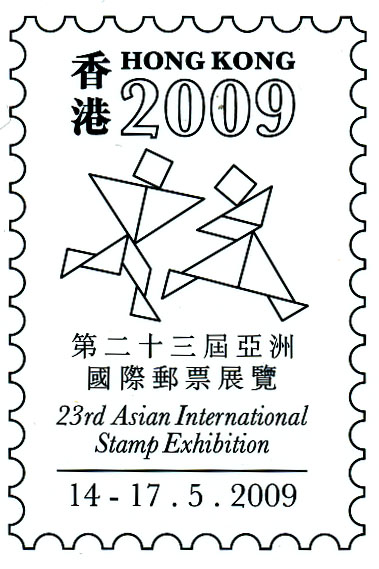 香港 HONG KONG
2009
第二十三屆亞洲
國際郵票展覽
23rd Asian International
Stamp Exhibition
14 - 17 . 5 . 2009